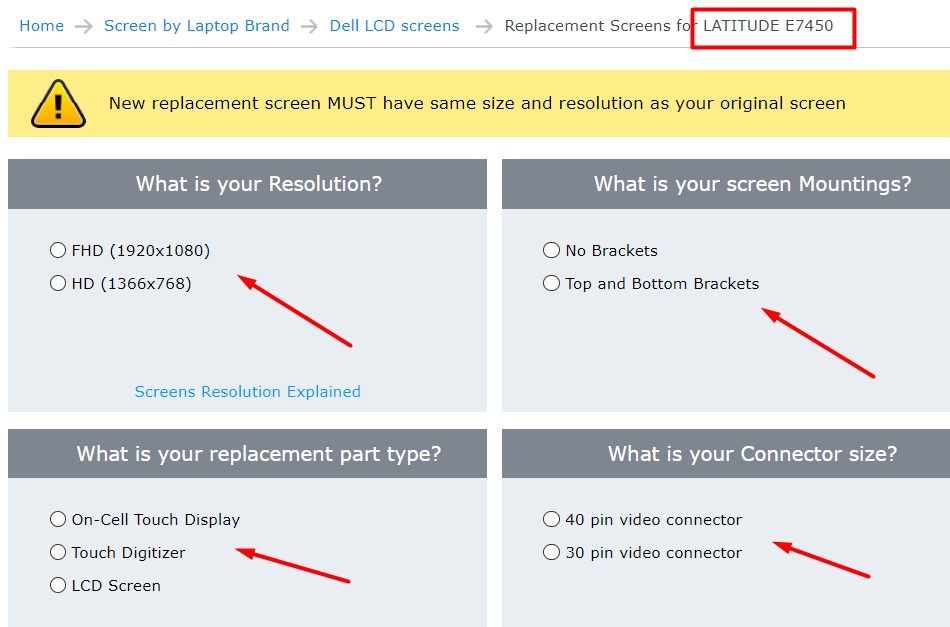 Home Screen by Laptop Brand Dell LCD screens Replacement Screens for LATITUDE E7450
New replacement screen MUST have same size and resolution as your original screen
What is your Resolution?
FHD (1920x1080)
HD (1366x768)
Screens Resolution Explained
What is your screen Mountings?
No Brackets
Top and Bottom Brackets
What is your replacement part type?
On-Cell Touch Display
Touch Digitizer
LCD Screen
What is your Connector size?
40 pin video connector
30 pin video connector